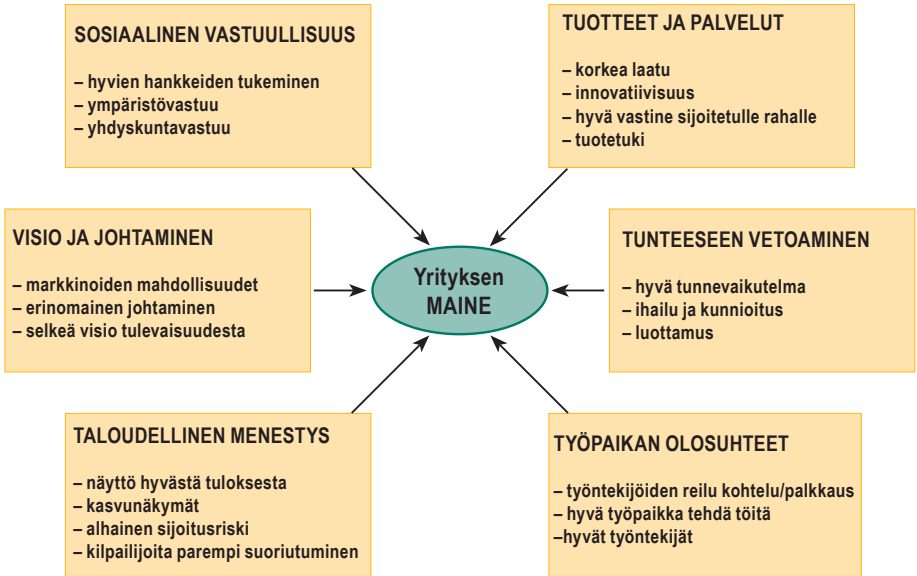 SOSIAALINEN VASTUULLISUUS
– hyvien hankkeiden tukeminen
– ympäristövastuu
– yhdyskuntavastuu
TUOTTEET JA PALVELUT
– korkea laatu
– innovatiivisuus
– hyvä vastine sijoitetulle rahalle
– tuotetuki
VISIO JA JOHTAMINEN
– markkinoiden mahdollisuudet
– erinomainen johtaminen
– selkeä visio tulevaisuudesta
Yrityksen
MAINE
TUNTEESEEN VETOAMINEN
– hyvä tunnevaikutelma
– ihailu ja kunnioitus
– luottamus
TALOUDELLINEN MENESTYS
– näyttö hyvästä tuloksesta
– kasvunäkymät
– alhainen sijoitusriski
– kilpailijoita parempi suoriutuminen
TYÖPAIKAN OLOSUHTEET
– työntekijöiden reilu kohtelu/palkkaus
– hyvä työpaikka tehdä töitä
–hyvät työntekijät